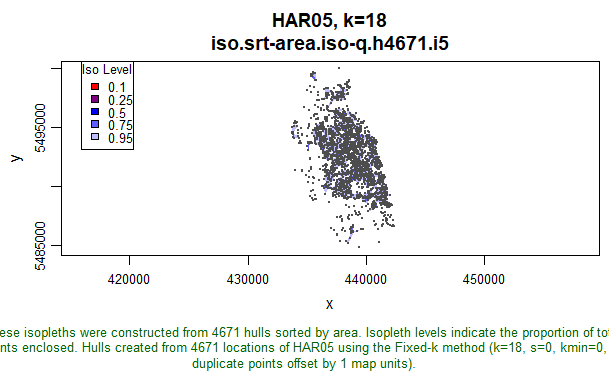 HAR05, k=18
iso.srt-area.iso-q.h4671.i5
Iso Level
0.1
0.25
0.5
0.75
0.95
y
5495000
5485000
420000
430000
440000
450000
x
ese isopleths were constructed from 4671 hulls sorted by area. Isopleth levels indicate the proportion of tot
nts enclosed. Hulls created from 4671 locations of HAR05 using the Fixed-k method (k=18, s=0, kmin=0,
duplicate points offset by 1 map units).